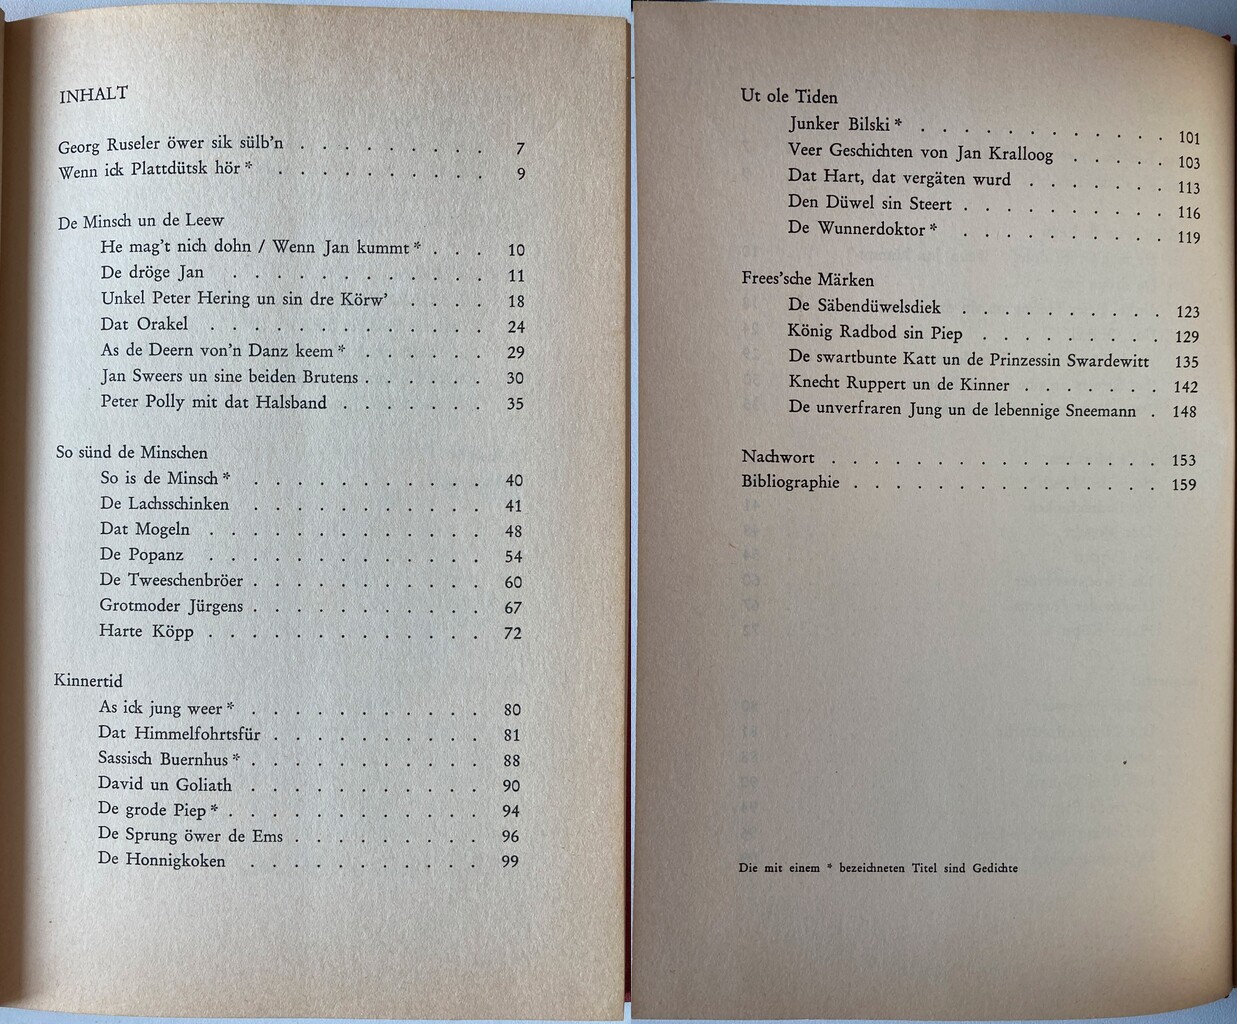 INHALT
Georg Ruseler öwer sik sülb'n . . . . . . . . . 7
Wenn ick Plattdütsk hör * . . . . . . . . . . 9
De Minsch un de Leew
He mag't nich dohn / Wenn Jan kummt * . . . 10
De dröge Jan . . . . . . . . . . . 11
Unkel Peter Hering un sin dre Körw' . . . . 18
Dat Orakel . . . . . . . . . . . . 24
As de Deern von'n Danz keem * . . . . . . 29
Jan Sweers un sine beiden Brutens . . . . . . 30
Peter Polly mit dat Halsband . . . . . . . 35
So sünd de Minschen
So is de Minsch * . . . . . . . . . . . 40
De Lachsschinken . . . . . . . . . . . 41
Dat Mogeln . . . . . . . . . . . . . 48
De Popanz . . . . . . . . . . . . . 54
De Tweeschenbröer . . . . . . . . . . . 60
Grotmoder Jürgens . . . . . . . . . . . 67
Harte Köpp . . . . . . . . . . . . . 72
Kinnertid
As ick jung weer * . . . . . . . . . . . 80
Dat Himmelfohrtsfür . . . . . . . . . . 81
Sassisch Buernhus * . . . . . . . . . . . 88
David un Goliath . . . . . . . . . . . 90
De grode Piep * . . . . . . . . . . . . 94
De Sprung öwer de Ems . . . . . . . . . 96
De Honnigkoken . . . . . . . . . . . 99
Ut ole Tiden
Junker Bilski * . . . . . . . . . . . . 101
Veer Geschichten von Jan Kralloog . . . . . 103
Dat Hart, dat vergäten wurd . . . . . . . 113
Den Düwel sin Steert . . . . . . . . . . 116
De Wunnerdoktor * . . . . . . . . . . 119
Frees'sche Märken
De Säbendüwelsdiek . . . . . . . . . . 123
König Radbod sin Piep . . . . . . . . . 129
De swartbunte Katt un de Prinzessin Swardewitt 135
Knecht Ruppert un de Kinner . . . . . . . 142
De unverfraren Jung un de lebennige Sneemann . 148
Nachwort . . . . . . . . . . . . . . . . 153
Bibliographie . . . . . . . . . . . . . . . 159
Die mit einem * bezeichneten Titel sind Gedichte